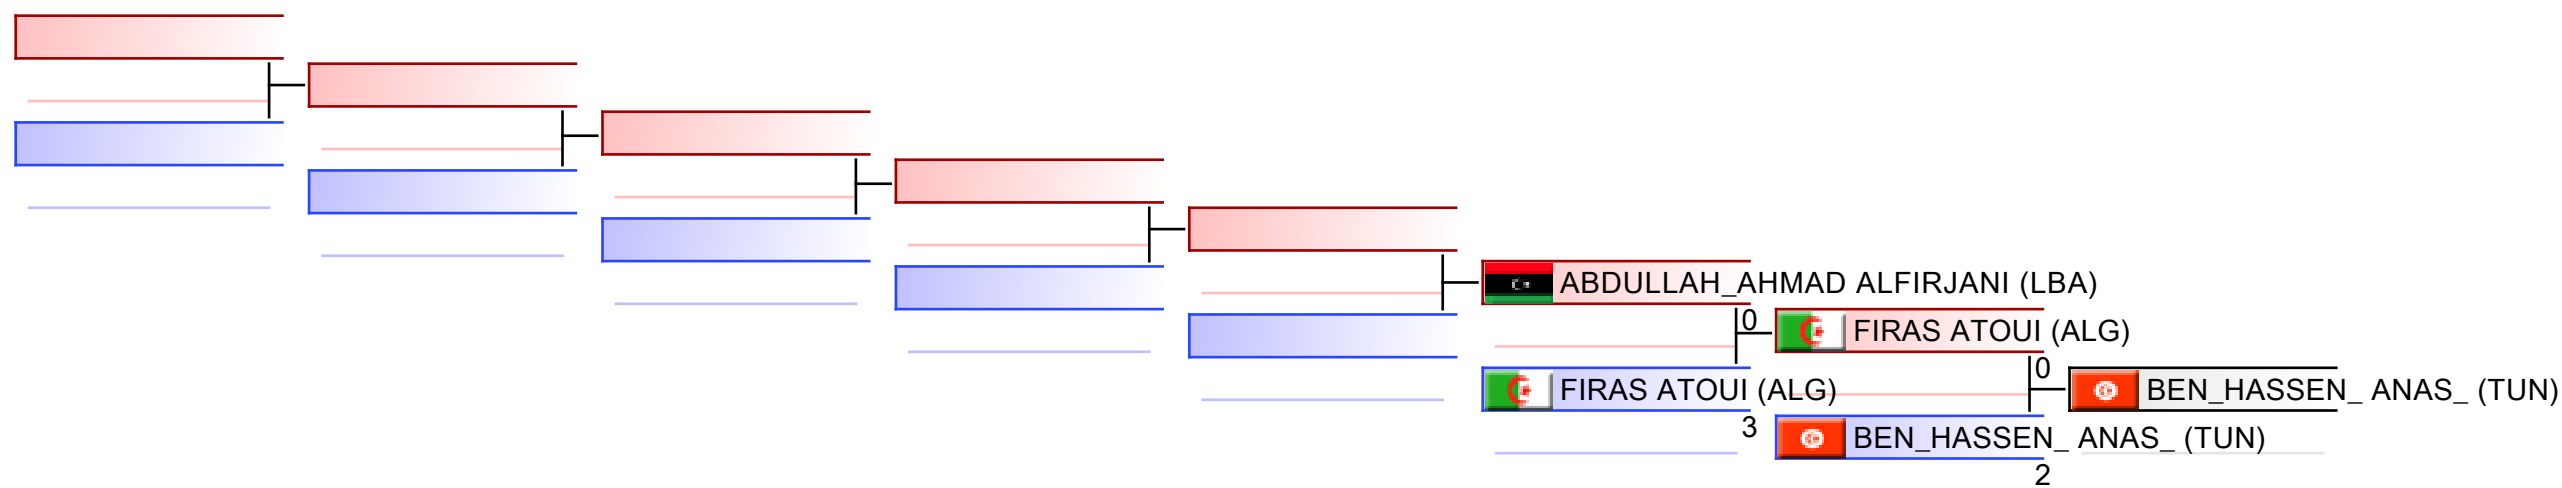 ABDULLAH_AHMAD ALFIRJANI (LBA)
0
FIRAS ATOUI (ALG)
0
FIRAS ATOUI (ALG)
BEN_HASSEN_ ANAS_ (TUN)
3
BEN_HASSEN_ ANAS_ (TUN)
2